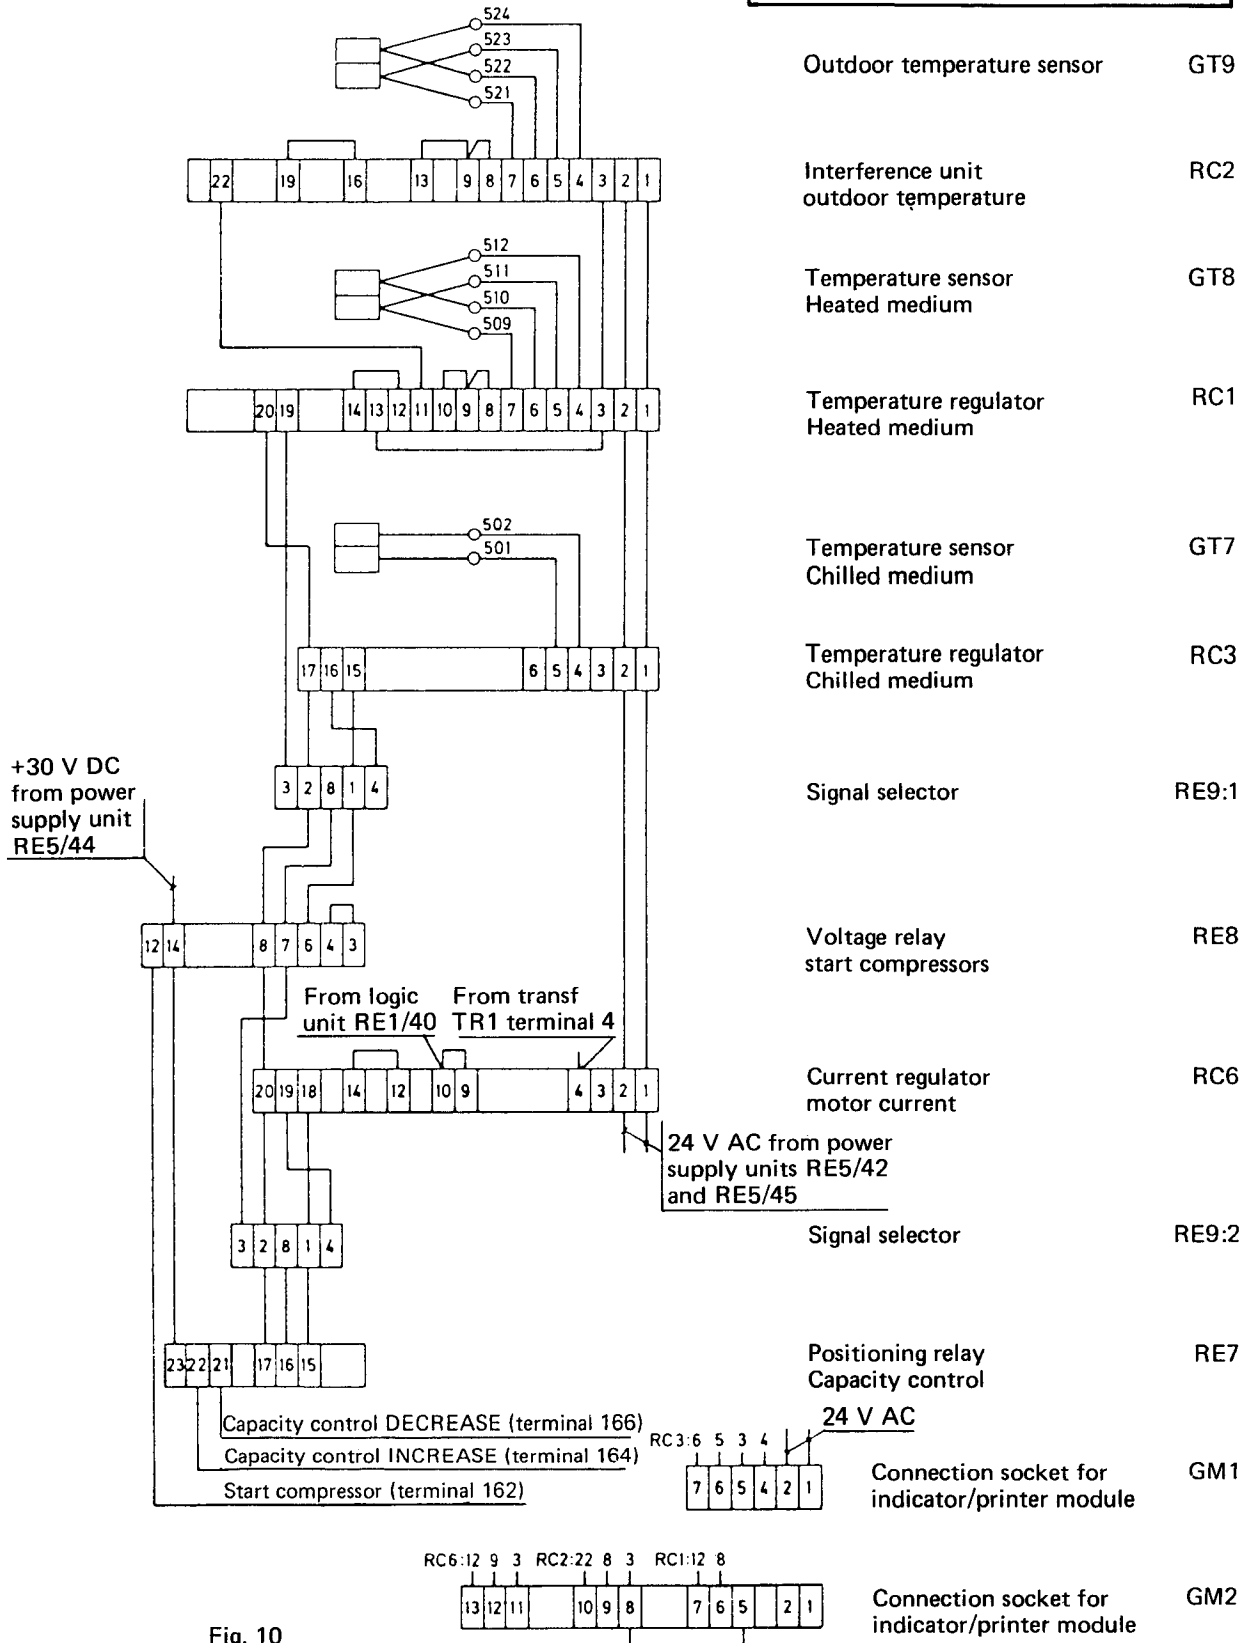 524
523
522
521
Outdoor temperature sensor GT9
22 19 16 13 9 8 7 6 5 4 3 2 1
Interference unit RC2
outdoor temperature
512
511
510
509
Temperature sensor GT8
Heated medium
20 19 14 13 12 11 10 9 8 7 6 5 4 3 2 1
Temperature regulator RC1
Heated medium
502
501
Temperature sensor GT7
Chilled medium
17 16 15 6 5 4 3 2 1
Temperature regulator RC3
Chilled medium
+30 V DC
from power
supply unit
RE5/44
3 2 8 1 4
Signal selector RE9:1
12 14 8 7 6 4 3
Voltage relay RE8
start compressors
From logic
unit RE1/40
From transf
TR1 terminal 4
20 19 18 14 12 10 9 4 3 2 1
Current regulator RC6
motor current
24 V AC from power
supply units RE5/42
and RE5/45
3 2 8 1 4
Signal selector RE9:2
23 22 21 17 16 15
Positioning relay RE7
Capacity control
Capacity control DECREASE (terminal 166)
Capacity control INCREASE (terminal 164)
Start compressor (terminal 162)
24 V AC
RC3:6 5 3 4
7 6 5 4 2 1
Connection socket for GM1
indicator/printer module
RC6:12 9 3 RC2:22 8 3 RC1:12 8
13 12 11 10 9 8 7 6 5 2 1
Connection socket for GM2
indicator/printer module
Fig. 10